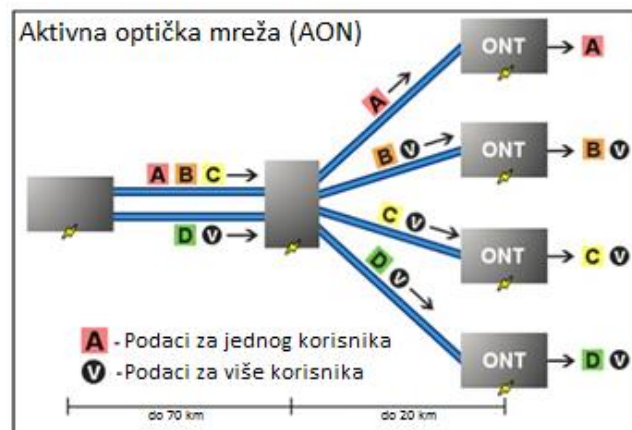 Aktivna optička mreža (AON)
ONT
A
A
B V
ONT
B V
A B C
C V
ONT
C V
D V
D V
ONT
D V
A - Podaci za jednog korisnika
V -Podaci za više korisnika
do 70 km
do 20 km